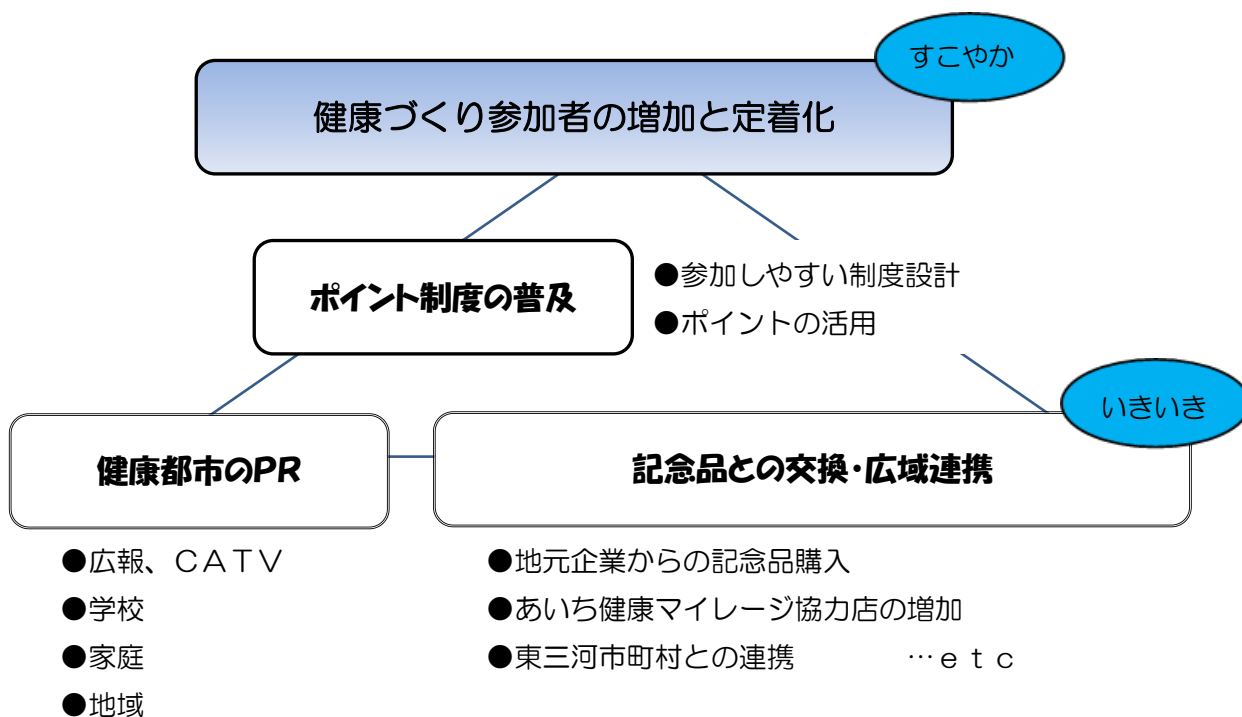 すこやか
健康づくり参加者の増加と定着化
ポイント制度の普及
●参加しやすい制度設計
●ポイントの活用
いきいき
健康都市のPR
記念品との交換・広域連携
●広報、ＣＡＴＶ
●学校
●家庭
●地域
●地元企業からの記念品購入
●あいち健康マイレージ協力店の増加
●東三河市町村との連携　　　…ｅｔｃ